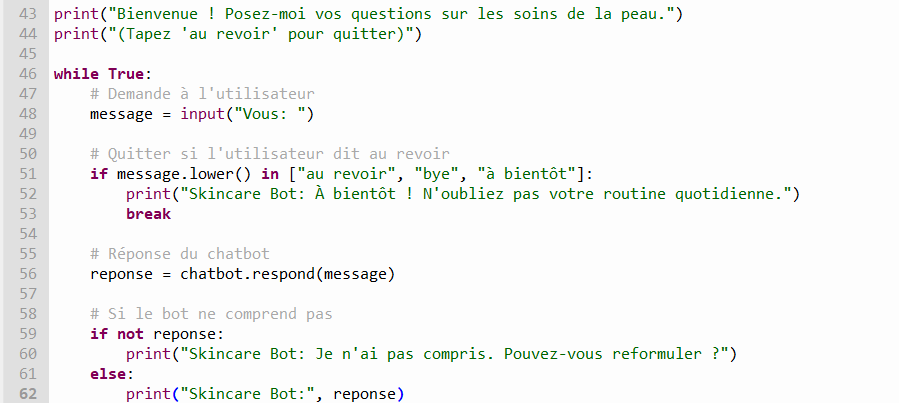 43 print("Bienvenue ! Posez-moi vos questions sur les soins de la peau.")
44 print("(Tapez 'au revoir' pour quitter)")
45
46 while True:
47     # Demande à l'utilisateur
48     message = input("Vous: ")
49
50     # Quitter si l'utilisateur dit au revoir
51     if message.lower() in ["au revoir", "bye", "à bientôt"]:
52         print("Skincare Bot: À bientôt ! N'oubliez pas votre routine quotidienne.")
53         break
54
55     # Réponse du chatbot
56     reponse = chatbot.respond(message)
57
58     # Si le bot ne comprend pas
59     if not reponse:
60         print("Skincare Bot: Je n'ai pas compris. Pouvez-vous reformuler ?")
61     else:
62         print("Skincare Bot:", reponse)